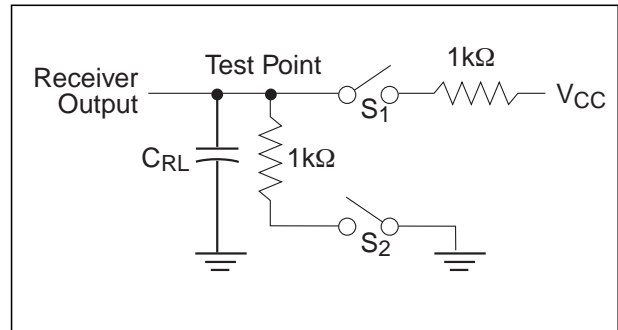 Receiver
Output
Test Point
1kΩ
S1
VCC
CRL
1kΩ
S2